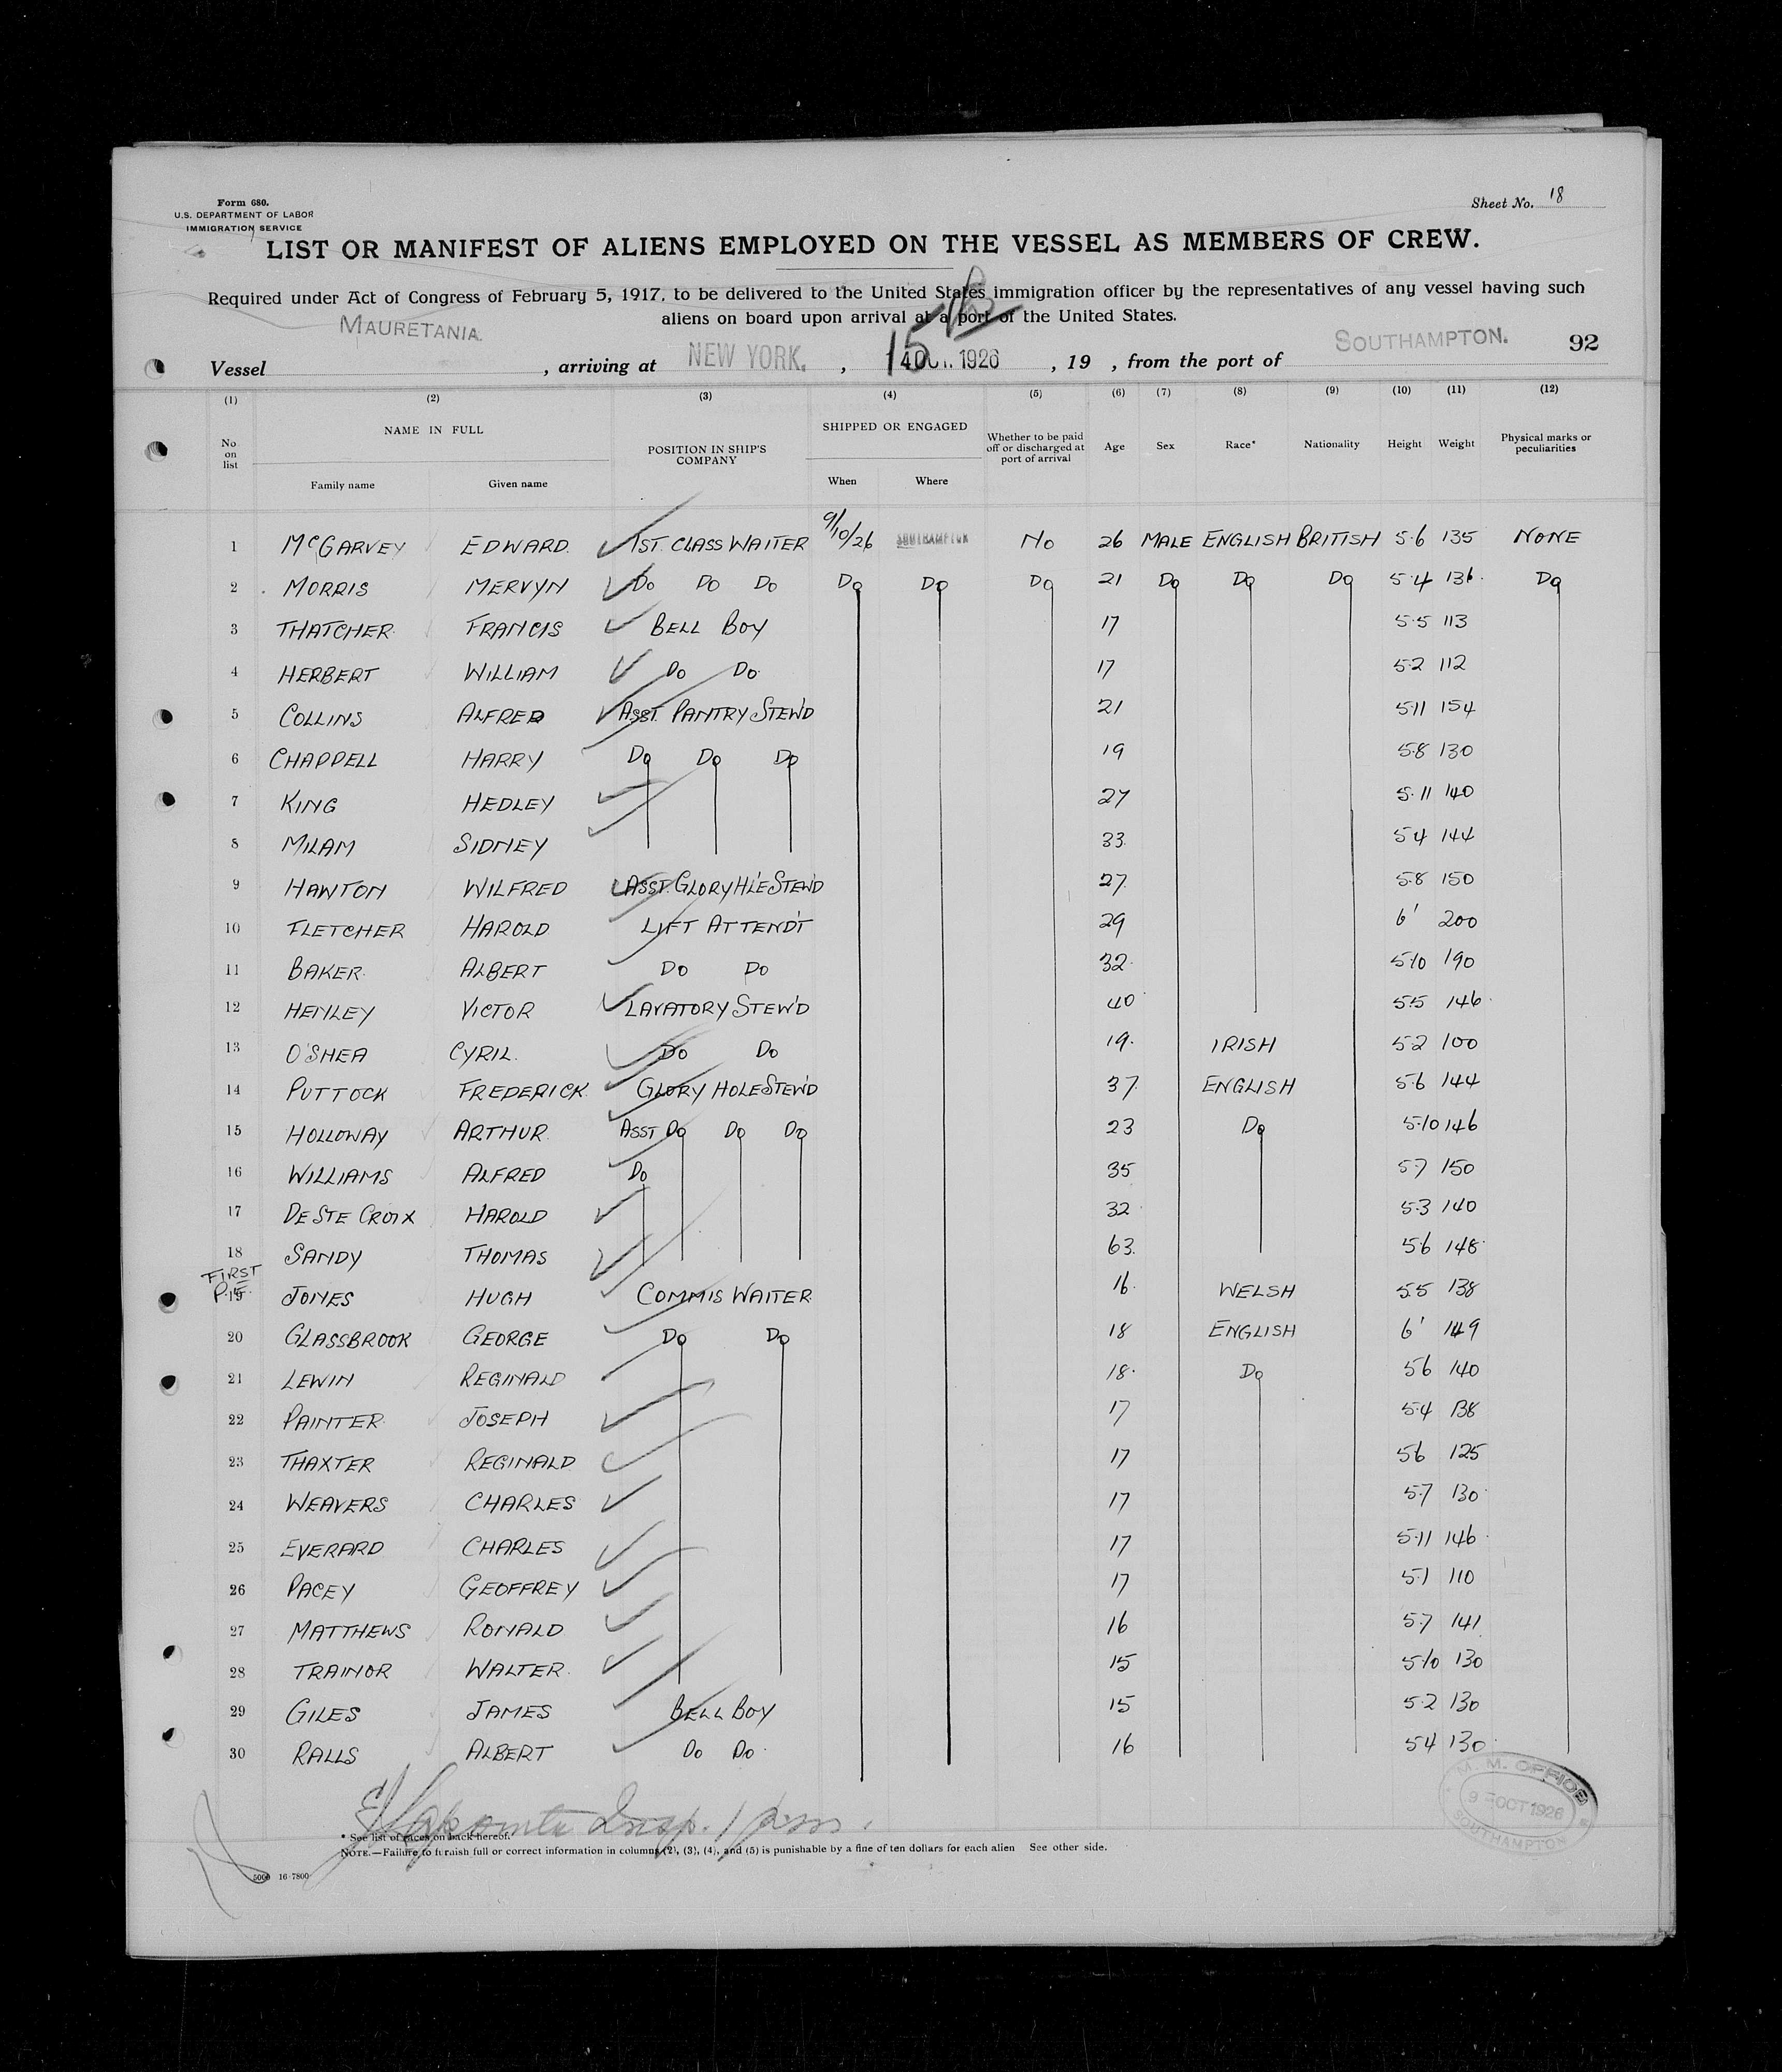 Form 680.
U.S. DEPARTMENT OF LABOR
IMMIGRATION SERVICE
Sheet No. 18
LIST OR MANIFEST OF ALIENS EMPLOYED ON THE VESSEL AS MEMBERS OF CREW.
Required under Act of Congress of February 5, 1917, to be delivered to the United States immigration officer by the representatives of any vessel having such
aliens on board upon arrival at a port of the United States.
Vessel MAURETANIA. , arriving at NEW YORK. , 15th 14 OCT. 1926 , 19 , from the port of SOUTHAMPTON. 92
(1) (2) (3) (4) (5) (6) (7) (8) (9) (10) (11) (12)
No on list NAME IN FULL Family name Given name POSITION IN SHIP'S COMPANY SHIPPED OR ENGAGED When Where Whether to be paid off or discharged at port of arrival Age Sex Race* Nationality Height Weight Physical marks or peculiarities
1 McGARVEY EDWARD. 1ST. CLASS WAITER 9/10/26 SOUTHAMPTON NO 26 MALE ENGLISH BRITISH 5·6 135 NONE
2 MORRIS MERVYN DO DO DO DO DO DO 21 DO DO DO 5·4 136 DO
3 THATCHER FRANCIS BELL BOY 17 5·5 113
4 HERBERT WILLIAM DO DO 17 5·2 112
5 COLLINS ALFRED ASST. PANTRY STEW'D 21 5·11 154
6 CHAPPELL HARRY DO DO DO 19 5·8 130
7 KING HEDLEY 27 5·11 140
8 MILAM SIDNEY 33 5·4 144
9 HAWTON WILFRED ASST. GLORY H'LE STEW'D 27 5·8 150
10 FLETCHER HAROLD LIFT ATTEND'T 29 6' 200
11 BAKER ALBERT DO DO 32 5·10 190
12 HENLEY VICTOR LAVATORY STEW'D 40 5·5 146
13 O'SHEA CYRIL. DO DO 19 IRISH 5·2 100
14 PUTTOCK FREDERICK GLORY HOLE STEW'D 37 ENGLISH 5·6 144
15 HOLLOWAY ARTHUR ASST DO DO DO 23 DO 5·10 146
16 WILLIAMS ALFRED DO 35 5·7 150
17 DE STE CROIX HAROLD 32 5·3 140
18 SANDY THOMAS 63 5·6 148
FIRST
19 JONES HUGH COMMIS WAITER 16 WELSH 5·5 138
20 GLASSBROOK GEORGE DO DO 18 ENGLISH 6' 149
21 LEWIN REGINALD 18 DO 5·6 140
22 PAINTER JOSEPH 17 5·4 138
23 THAXTER REGINALD 17 5·6 125
24 WEAVERS CHARLES 17 5·7 130
25 EVERARD CHARLES 17 5·11 146
26 PACEY GEOFFREY 17 5·1 110
27 MATTHEWS RONALD 16 5·7 141
28 TRAINOR WALTER 15 5·10 130
29 GILES JAMES BELL BOY 15 5·2 130
30 RALLS ALBERT DO DO 16 5·4 130
M. M. OFFICE
9 OCT 1926
SOUTHAMPTON
* See list of races on back hereof.
NOTE.—Failure to furnish full or correct information in columns (2), (3), (4), and (5) is punishable by a fine of ten dollars for each alien See other side.
5000 16-7800